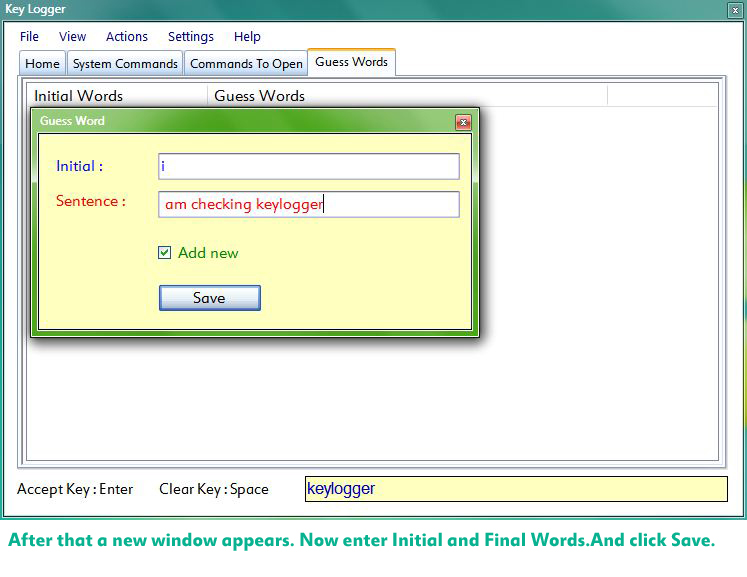 Key Logger
File View Actions Settings Help
Home System Commands Commands To Open Guess Words
Initial Words Guess Words
Guess Word
Initial : i
Sentence : am checking keylogger
Add new
Save
Accept Key : Enter Clear Key : Space keylogger
After that a new window appears. Now enter Initial and Final Words.And click Save.